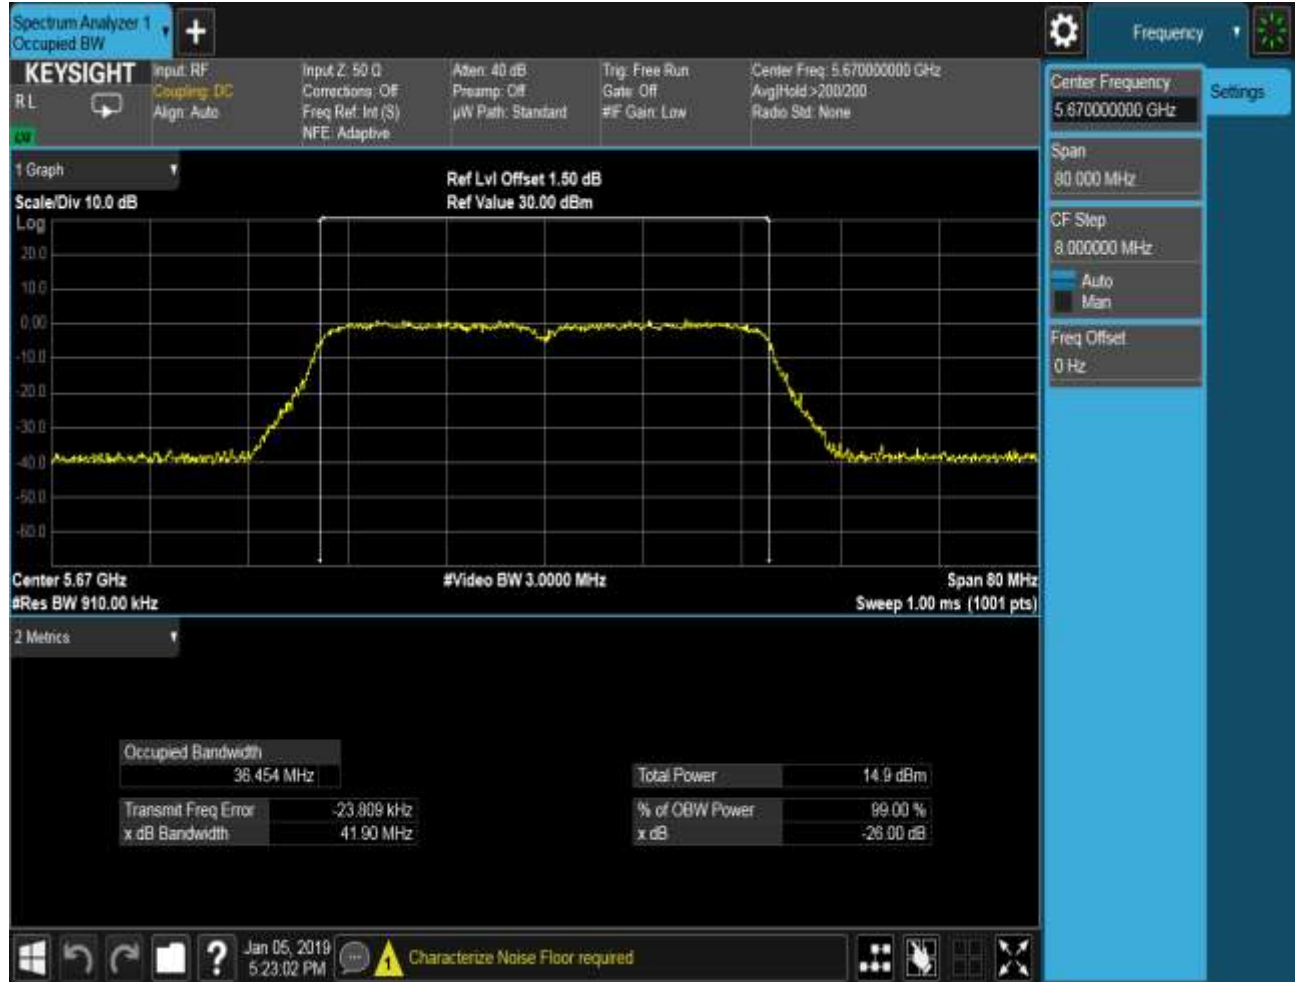 Spectrum Analyzer 1
Occupied BW
+
Frequency
KEYSIGHT
RL
Input: RF
Coupling: DC
Align: Auto
Input Z: 50 Ω
Corrections: Off
Freq Ref: Int (S)
NFE: Adaptive
Atten: 40 dB
Preamp: Off
µW Path: Standard
Trig: Free Run
Gate: Off
#IF Gain: Low
Center Freq: 5.670000000 GHz
Avg|Hold:>200/200
Radio Std: None
Center Frequency
5.670000000 GHz
Settings
Span
80.000 MHz
CF Step
8.000000 MHz
Auto
Man
Freq Offset
0 Hz
1 Graph
Scale/Div 10.0 dB
Ref Lvl Offset 1.50 dB
Ref Value 30.00 dBm
Log
20.0
10.0
0.00
-10.0
-20.0
-30.0
-40.0
-50.0
-60.0
Center 5.67 GHz
#Video BW 3.0000 MHz
Span 80 MHz
#Res BW 910.00 kHz
Sweep 1.00 ms (1001 pts)
2 Metrics
Occupied Bandwidth
36.454 MHz
Total Power 14.9 dBm
Transmit Freq Error -23.809 kHz
% of OBW Power 99.00 %
x dB Bandwidth 41.90 MHz
x dB -26.00 dB
?
Jan 05, 2019
5:23:02 PM
1
Characterize Noise Floor required